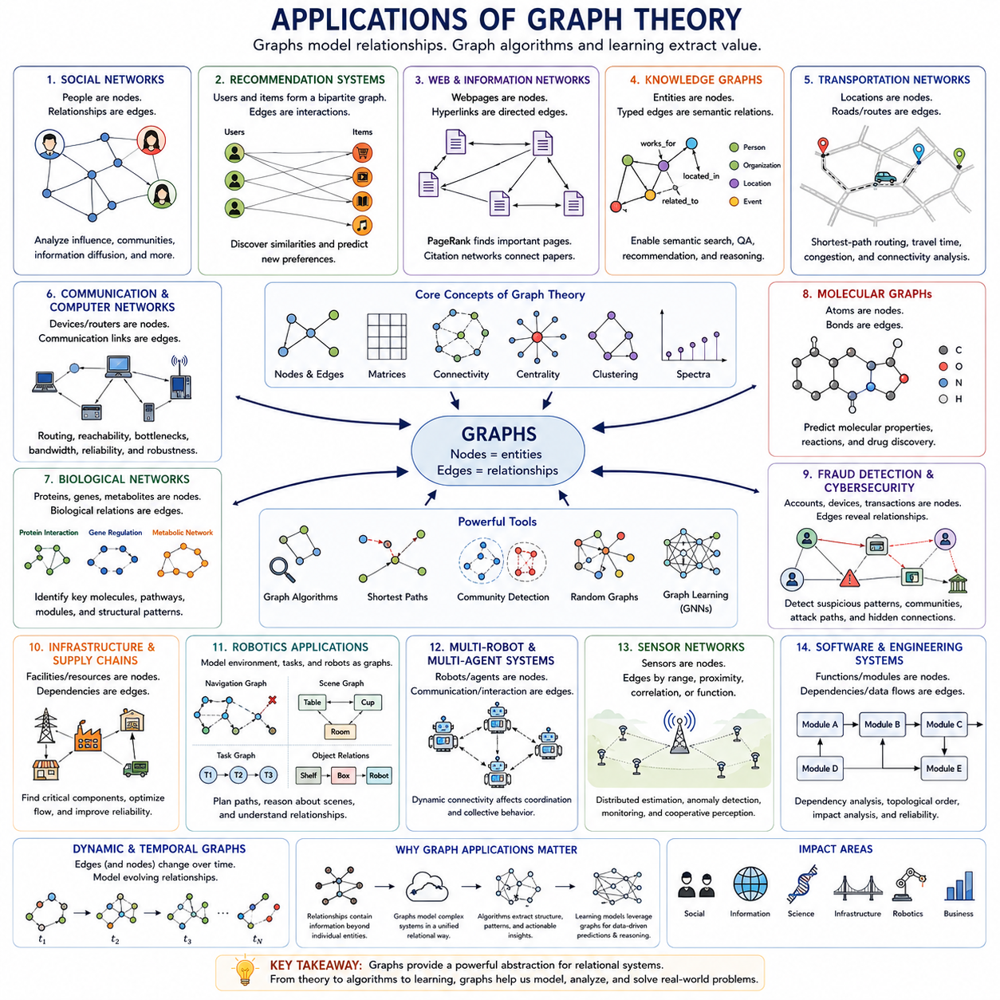 APPLICATIONS OF GRAPH THEORY
Graphs model relationships. Graph algorithms and learning extract value.
1. SOCIAL NETWORKS
People are nodes.
Relationships are edges.
Analyze influence, communities,
information diffusion, and more.
2. RECOMMENDATION SYSTEMS
Users and items form a bipartite graph.
Edges are interactions.
Users
Items
Discover similarities and predict
new preferences.
3. WEB & INFORMATION NETWORKS
Webpages are nodes.
Hyperlinks are directed edges.
PageRank finds important pages.
Citation networks connect papers.
4. KNOWLEDGE GRAPHS
Entities are nodes.
Typed edges are semantic relations.
works_for
located_in
related_to
Person
Organization
Location
Event
Enable semantic search, QA,
recommendation, and reasoning.
5. TRANSPORTATION NETWORKS
Locations are nodes.
Roads/routes are edges.
Shortest-path routing, travel time,
congestion, and connectivity analysis.
6. COMMUNICATION &
COMPUTER NETWORKS
Devices/routers are nodes.
Communication links are edges.
Routing, reachability, bottlenecks,
bandwidth, reliability, and robustness.
Core Concepts of Graph Theory
Nodes & Edges
Matrices
Connectivity
Centrality
Clustering
Spectra
8. MOLECULAR GRAPHs
Atoms are nodes.
Bonds are edges.
C
O
N
H
Predict molecular properties,
reactions, and drug discovery.
GRAPHS
Nodes = entities
Edges = relationships
7. BIOLOGICAL NETWORKS
Proteins, genes, metabolites are nodes.
Biological relations are edges.
Protein Interaction
Gene Regulation
Metabolic Network
Identify key molecules, pathways,
modules, and structural patterns.
Powerful Tools
Graph Algorithms
Shortest Paths
Community Detection
Random Graphs
Graph Learning
(GNNs)
9. FRAUD DETECTION &
CYBERSECURITY
Accounts, devices, transactions are nodes.
Edges reveal relationships.
Detect suspicious patterns, communities,
attack paths, and hidden connections.
10. INFRASTRUCTURE &
SUPPLY CHAINS
Facilities/resources are nodes.
Dependencies are edges.
Find critical components, optimize
flow, and improve reliability.
11. ROBOTICS APPLICATIONS
Model environment, tasks, and robots as graphs.
Navigation Graph
Scene Graph
Table
Cup
Room
Task Graph
T1
T2
T3
Object Relations
Shelf
Box
Robot
Plan paths, reason about scenes,
and understand relationships.
12. MULTI-ROBOT &
MULTI-AGENT SYSTEMS
Robots/agents are nodes.
Communication/interaction are edges.
Dynamic connectivity affects coordination
and collective behavior.
13. SENSOR NETWORKS
Sensors are nodes.
Edges by range, proximity,
correlation, or function.
Distributed estimation, anomaly detection,
monitoring, and cooperative perception.
14. SOFTWARE & ENGINEERING
SYSTEMS
Functions/modules are nodes.
Dependencies/data flows are edges.
Module A
Module B
Module C
Module D
Module E
Dependency analysis, topological order,
impact analysis, and reliability.
DYNAMIC & TEMPORAL GRAPHS
Edges (and nodes) change over time.
Model evolving relationships.
...
t1
t2
t3
tN
WHY GRAPH APPLICATIONS MATTER
Relationships contain
information beyond
individual entities.
Graphs model complex
systems in a unified
relational way.
Algorithms extract structure,
patterns, and actionable
insights.
Learning models leverage
graphs for data-driven
predictions & reasoning.
IMPACT AREAS
Social
Information
Science
Infrastructure
Robotics
Business
KEY TAKEAWAY: Graphs provide a powerful abstraction for relational systems.
From theory to algorithms to learning, graphs help us model, analyze, and solve real-world problems.